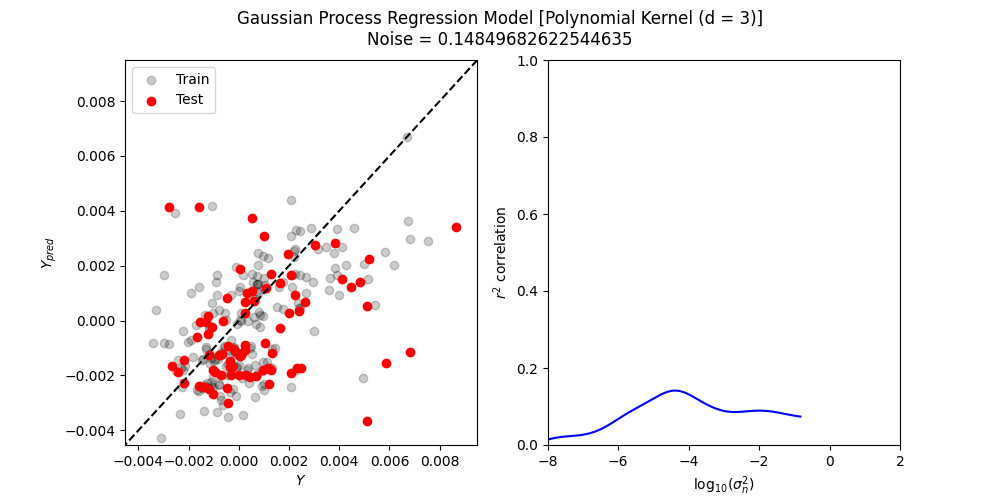 Gaussian Process Regression Model [Polynomial Kernel (d = 3)]
Noise = 0.14849682622544635
Train
Test
0.008
0.006
0.004
0.002
0.000
−0.002
−0.004
Y_pred
−0.004 −0.002 0.000 0.002 0.004 0.006 0.008
Y
1.0
0.8
0.6
0.4
0.2
0.0
r² correlation
−8 −6 −4 −2 0 2
log₁₀(σₙ²)